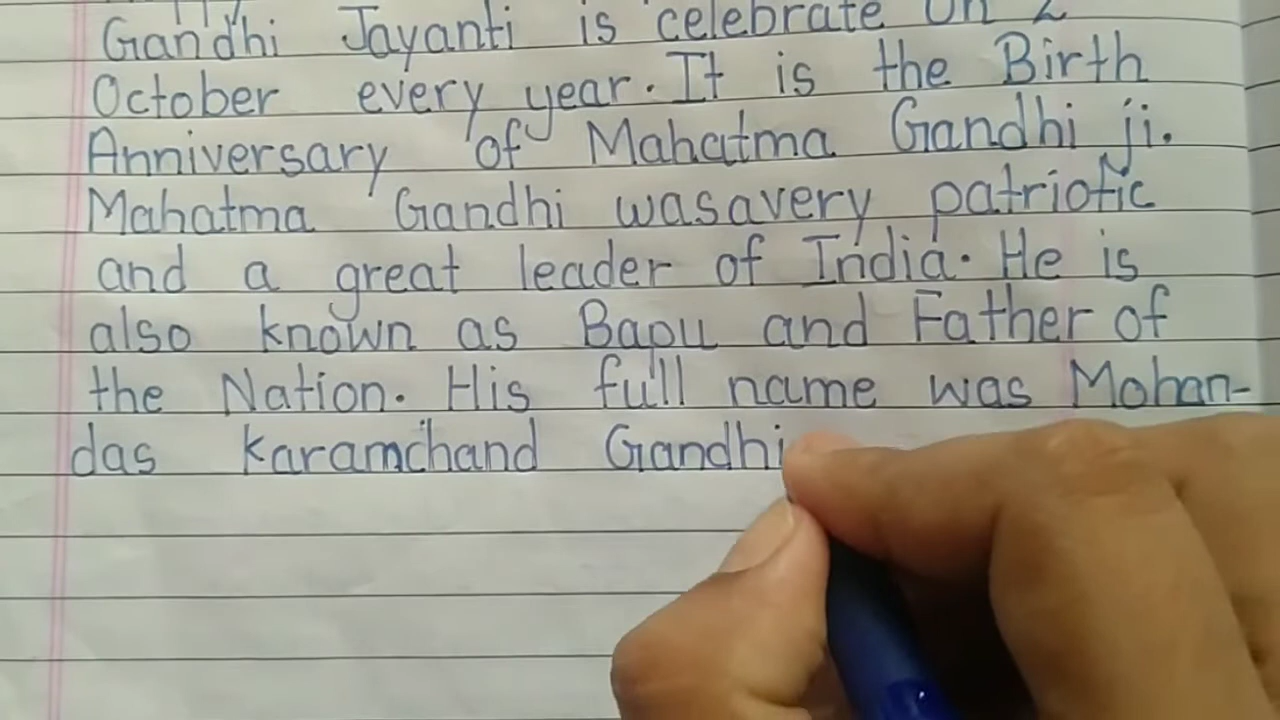 Gandhi Jayanti is celebrate on 2
October every year. It is the Birth
Anniversary of Mahatma Gandhi ji.
Mahatma Gandhi wasavery patriotic
and a great leader of India. He is
also known as Bapu and Father of
the Nation. His full name was Mohan-
das Karamchand Gandhi